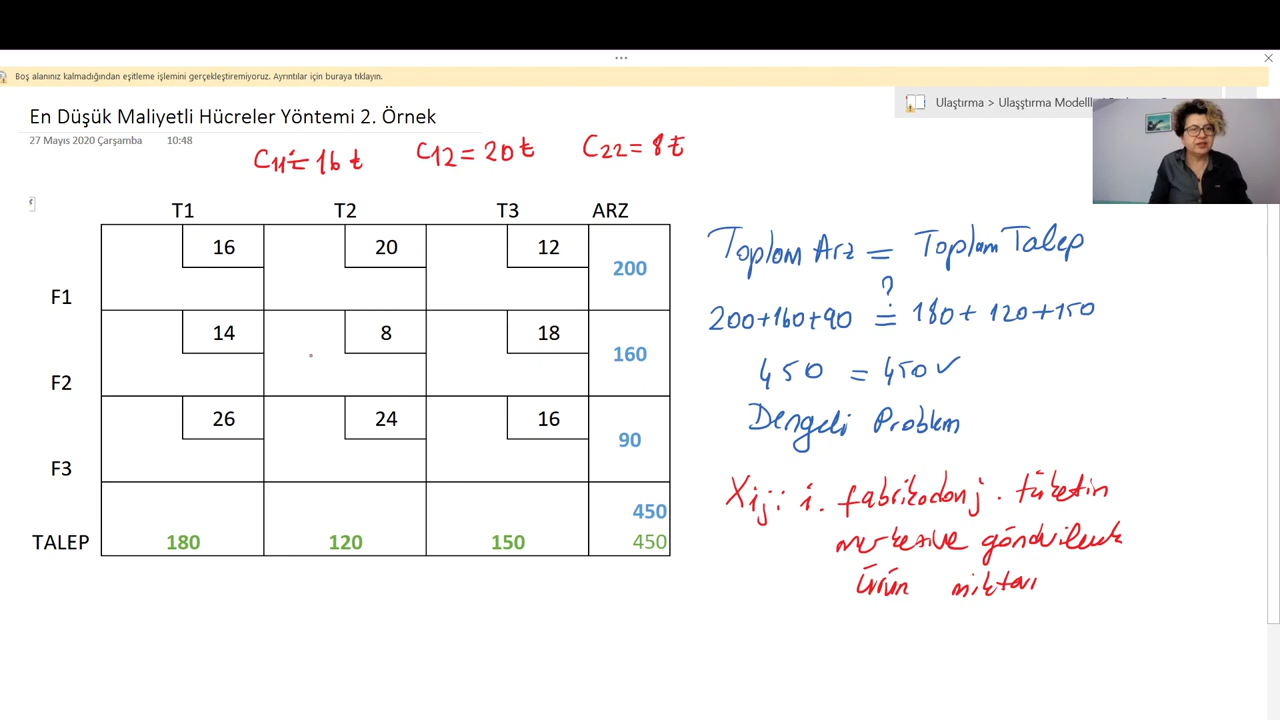 Boş alanınız kalmadığından eşitleme işlemini gerçekleştiremiyoruz. Ayrıntılar için buraya tıklayın.
En Düşük Maliyetli Hücreler Yöntemi 2. Örnek
27 Mayıs 2020 Çarşamba 10:48
Ulaştırma > Ulaşştırma Modelll
C11 = 16 ₺ C12 = 20 ₺ C22 = 8 ₺
T1 T2 T3 ARZ
16 20 12
200
F1
14 8 18
160
F2
26 24 16
90
F3
450
TALEP 180 120 150 450
Toplam Arz = Toplam Talep
?
200+160+90 = 180+120+150
450 = 450 ✓
Dengeli Problem
Xij: i. fabrikadan j. tüketim
merkezine gönderilecek
ürün miktarı